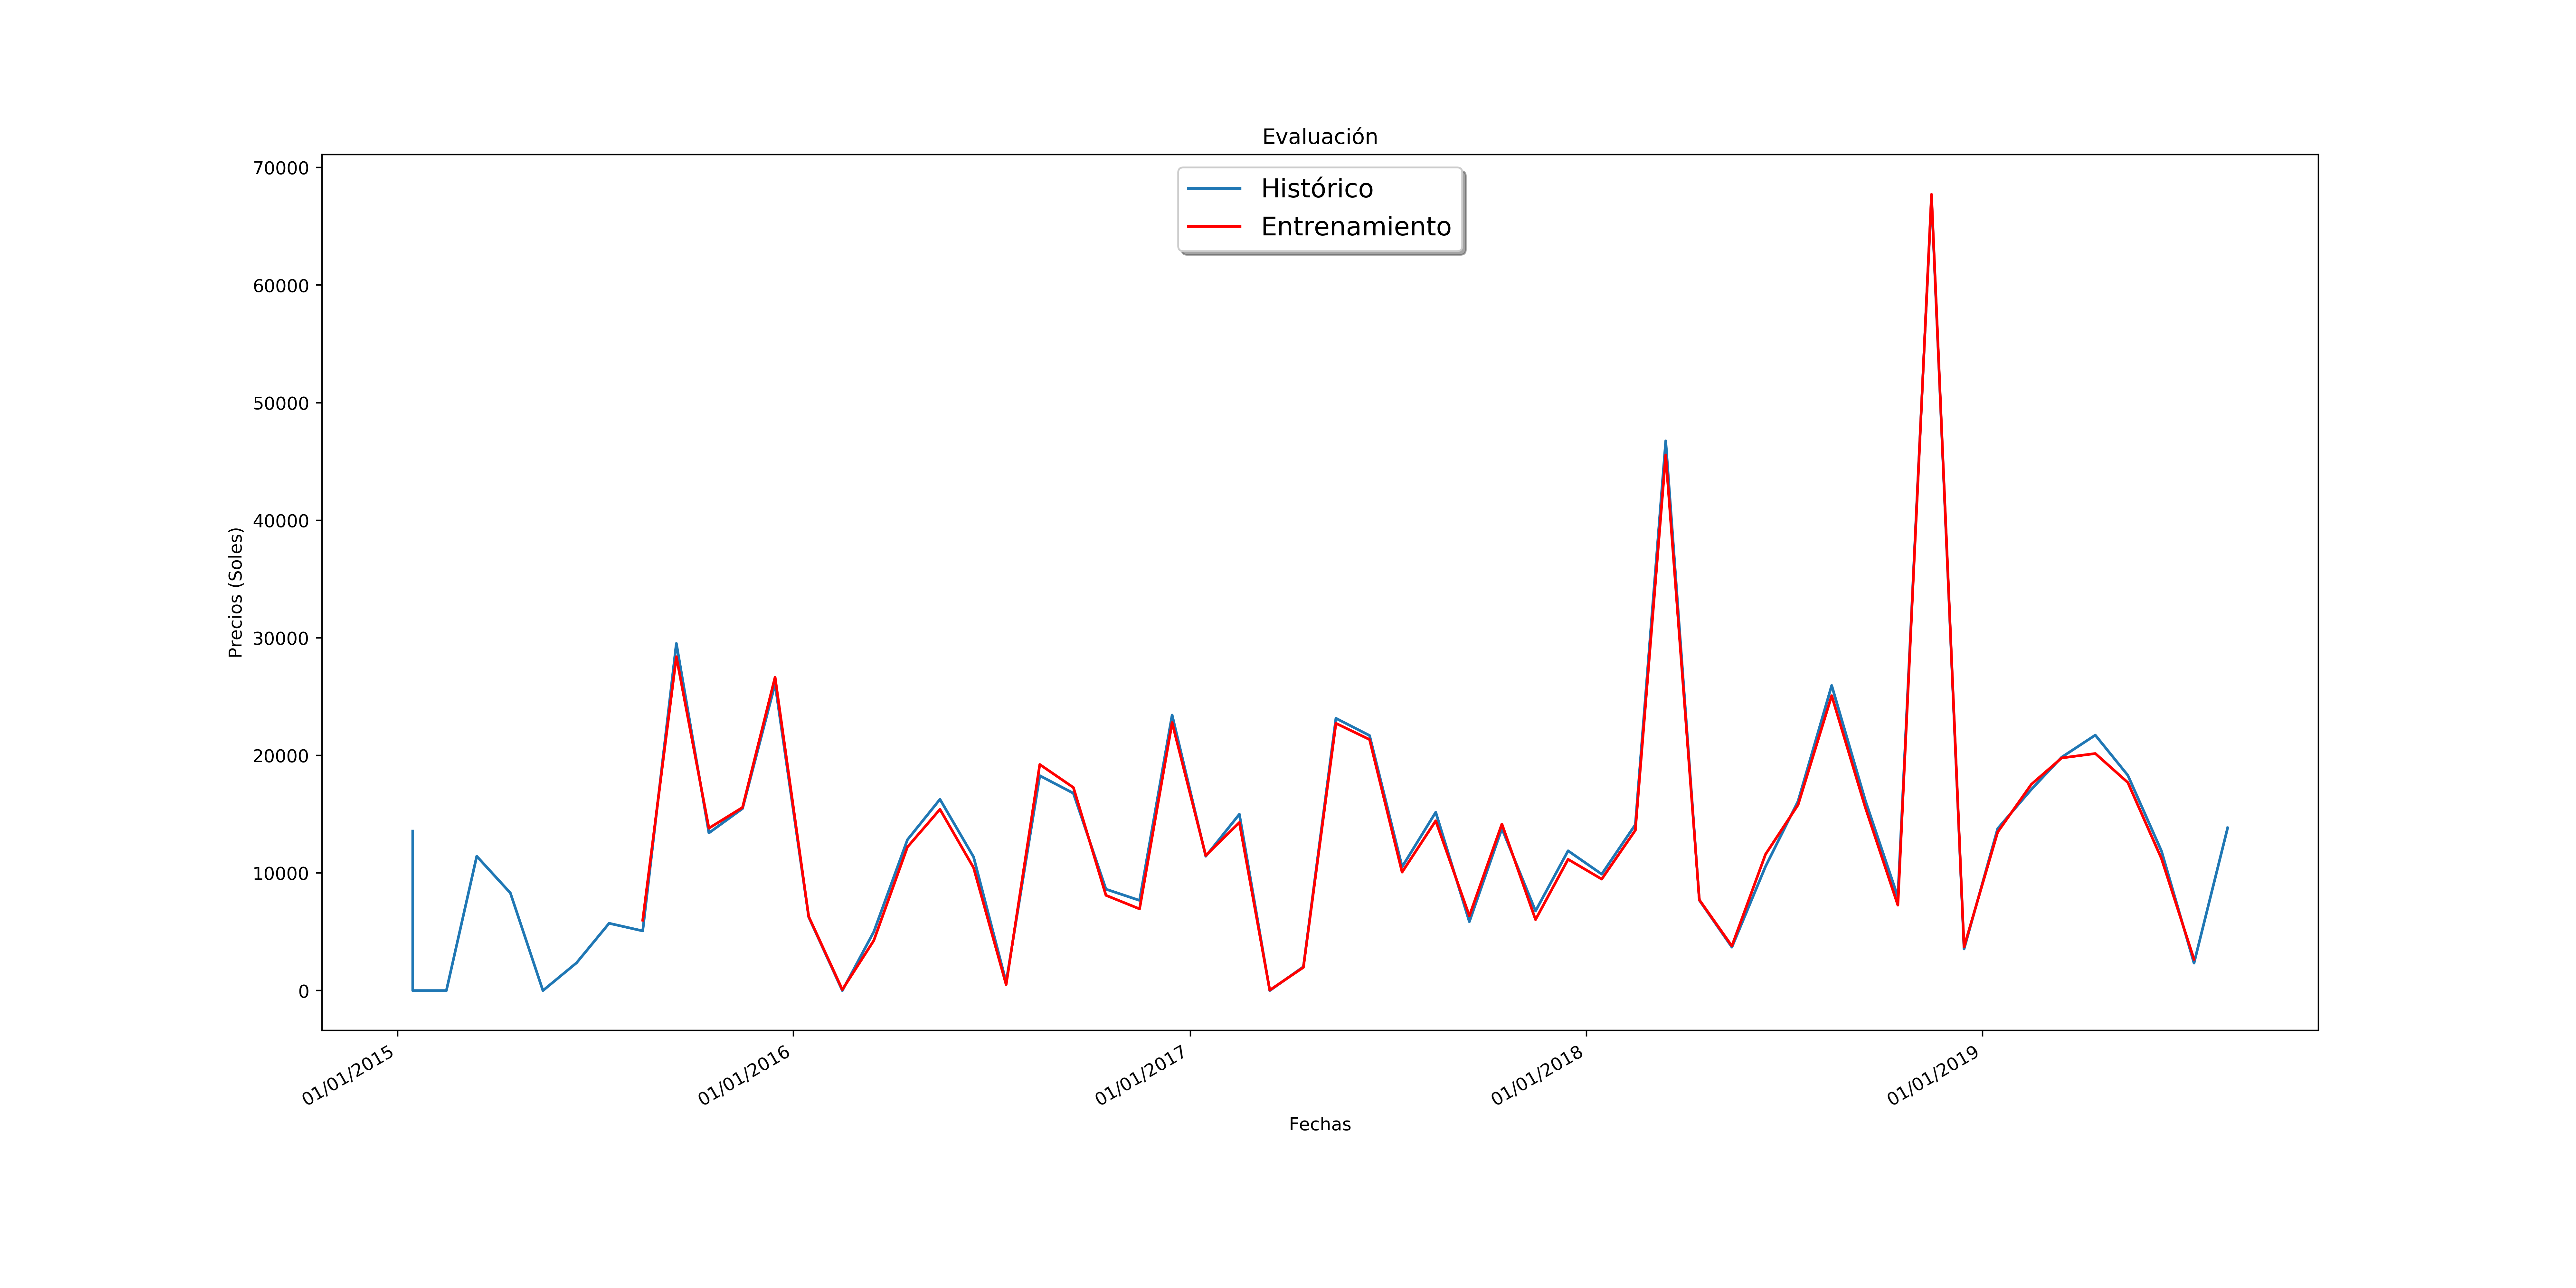 Evaluación
Histórico
Entrenamiento
70000
60000
50000
40000
30000
20000
10000
0
Precios (Soles)
01/01/2015
01/01/2016
01/01/2017
01/01/2018
01/01/2019
Fechas